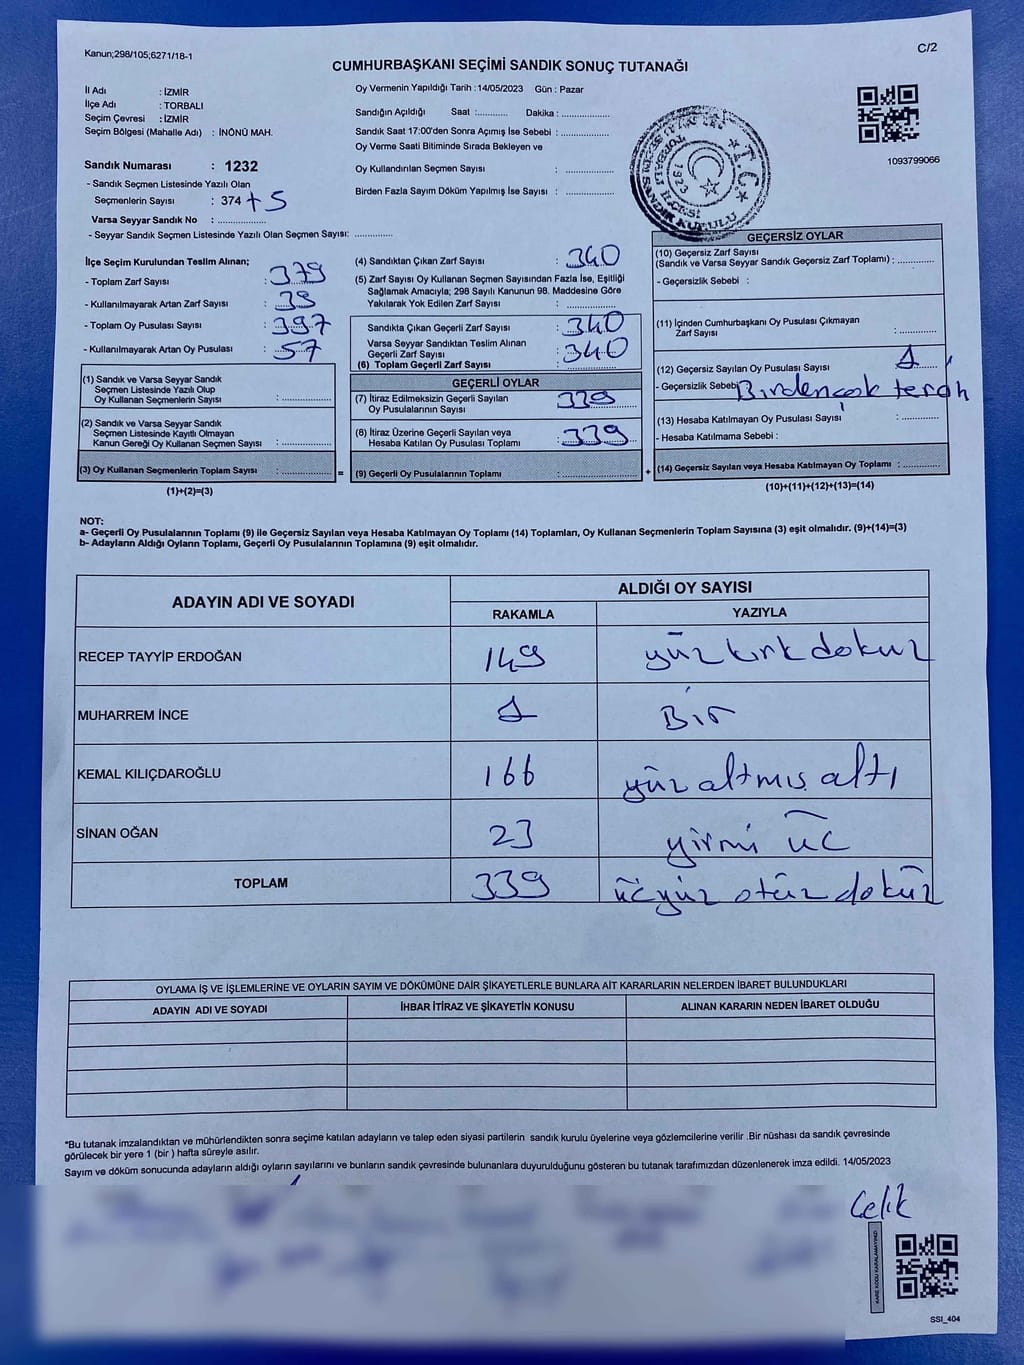 Kanun;298/105;6271/18-1
C/2
CUMHURBAŞKANI SEÇİMİ SANDIK SONUÇ TUTANAĞI
İl Adı : İZMİR
İlçe Adı : TORBALI
Seçim Çevresi : İZMİR
Seçim Bölgesi (Mahalle Adı) : İNÖNÜ MAH.
Sandık Numarası : 1232
- Sandık Seçmen Listesinde Yazılı Olan
Seçmenlerin Sayısı : 374 +5
Varsa Seyyar Sandık No : ..................
- Seyyar Sandık Seçmen Listesinde Yazılı Olan Seçmen Sayısı: ..............
Oy Vermenin Yapıldığı Tarih : 14/05/2023 Gün : Pazar
Sandığın Açıldığı Saat :............ Dakika : ..................
Sandık Saat 17:00'den Sonra Açımış İse Sebebi : ..................
Oy Verme Saati Bitiminde Sırada Bekleyen ve
Oy Kullandırılan Seçmen Sayısı : ..................
Birden Fazla Sayım Döküm Yapılmış İse Sayısı : ..................
T.C.
1923
SANDIK KURULU
1093799066
İlçe Seçim Kurulundan Teslim Alınan;
- Toplam Zarf Sayısı : 379
- Kullanılmayarak Artan Zarf Sayısı : 39
- Toplam Oy Pusulası Sayısı : 397
- Kullanılmayarak Artan Oy Pusulası : 57
(1) Sandık ve Varsa Seyyar Sandık
Seçmen Listesinde Yazılı Olup
Oy Kullanan Seçmenlerin Sayısı : ..................
(2) Sandık ve Varsa Seyyar Sandık
Seçmen Listesinde Kayıtlı Olmayan
Kanun Gereği Oy Kullanan Seçmen Sayısı : ..................
(3) Oy Kullanan Seçmenlerin Toplam Sayısı : .................. =
(1)+(2)=(3)
(4) Sandıktan Çıkan Zarf Sayısı : 340
(5) Zarf Sayısı Oy Kullanan Seçmen Sayısından Fazla İse, Eşitliği
Sağlamak Amacıyla; 298 Sayılı Kanunun 98. Maddesine Göre
Yakılarak Yok Edilen Zarf Sayısı : ..................
Sandıkta Çıkan Geçerli Zarf Sayısı : 340
Varsa Seyyar Sandıktan Teslim Alınan
Geçerli Zarf Sayısı : 340
(6) Toplam Geçerli Zarf Sayısı : ..................
GEÇERLİ OYLAR
(7) İtiraz Edilmeksizin Geçerli Sayılan
Oy Pusulalarının Sayısı : 339
(8) İtiraz Üzerine Geçerli Sayılan veya
Hesaba Katılan Oy Pusulası Toplamı : 339
(9) Geçerli Oy Pusulalarının Toplamı : .................. +
GEÇERSİZ OYLAR
(10) Geçersiz Zarf Sayısı
(Sandık ve Varsa Seyyar Sandık Geçersiz Zarf Toplamı) : ..............
- Geçersizlik Sebebi :
(11) İçinden Cumhurbaşkanı Oy Pusulası Çıkmayan
Zarf Sayısı : ..............
(12) Geçersiz Sayılan Oy Pusulası Sayısı : 1
- Geçersizlik Sebebi Birden çok tercih
(13) Hesaba Katılmayan Oy Pusulası Sayısı : ..............
- Hesaba Katılmama Sebebi :
(14) Geçersiz Sayılan veya Hesaba Katılmayan Oy Toplamı : ..............
(10)+(11)+(12)+(13)=(14)
NOT:
a- Geçerli Oy Pusulalarının Toplamı (9) ile Geçersiz Sayılan veya Hesaba Katılmayan Oy Toplamı (14) Toplamları, Oy Kullanan Seçmenlerin Toplam Sayısına (3) eşit olmalıdır. (9)+(14)=(3)
b- Adayların Aldığı Oyların Toplamı, Geçerli Oy Pusulalarının Toplamına (9) eşit olmalıdır.
ADAYIN ADI VE SOYADI ALDIĞI OY SAYISI
RAKAMLA YAZIYLA
RECEP TAYYİP ERDOĞAN 149 yüz kırk dokuz
MUHARREM İNCE 1 Bir
KEMAL KILIÇDAROĞLU 166 yüz altmış altı
SİNAN OĞAN 23 yirmi üç
TOPLAM 339 üçyüz otüz dokuz
OYLAMA İŞ VE İŞLEMLERİNE VE OYLARIN SAYIM VE DÖKÜMÜNE DAİR ŞİKAYETLERLE BUNLARA AİT KARARLARIN NELERDEN İBARET BULUNDUKLARI
ADAYIN ADI VE SOYADI İHBAR İTİRAZ VE ŞİKAYETİN KONUSU ALINAN KARARIN NEDEN İBARET OLDUĞU
*Bu tutanak imzalandıktan ve mühürlendikten sonra seçime katılan adayların ve talep eden siyasi partilerin sandık kurulu üyelerine veya gözlemcilerine verilir .Bir nüshası da sandık çevresinde
görülecek bir yere 1 (bir ) hafta süreyle asılır.
Sayım ve döküm sonucunda adayların aldığı oyların sayılarını ve bunların sandık çevresinde bulunanlara duyurulduğunu gösteren bu tutanak tarafımızdan düzenlenerek imza edildi. 14/05/2023
Çelik
KARE KODU KARALAMAYINIZ!
SSI_404